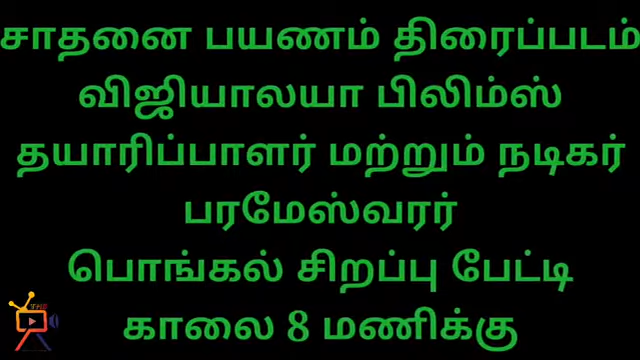 சாதனை பயணம் திரைப்படம்
விஜியாலயா பிலிம்ஸ்
தயாரிப்பாளர் மற்றும் நடிகர்
பரமேஸ்வரர்
பொங்கல் சிறப்பு பேட்டி
காலை 8 மணிக்கு